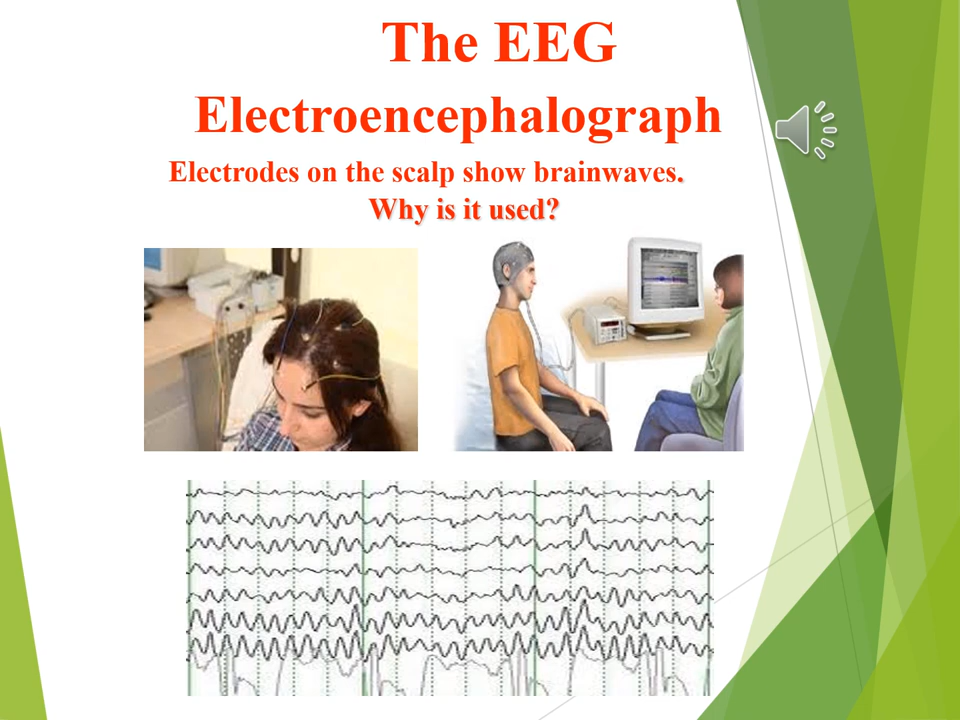 The EEG
Electroencephalograph
Electrodes on the scalp show brainwaves.
Why is it used?